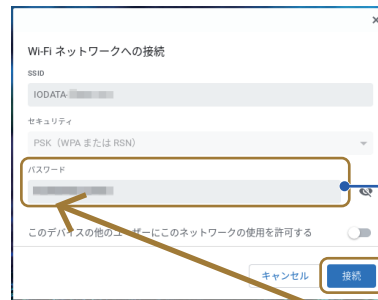 Wi-Fi ネットワークへの接続
SSID
IODATA-
セキュリティ
PSK（WPA または RSN）
パスワード
このデバイスの他のユーザーにこのネットワークの使用を許可する
キャンセル
接続